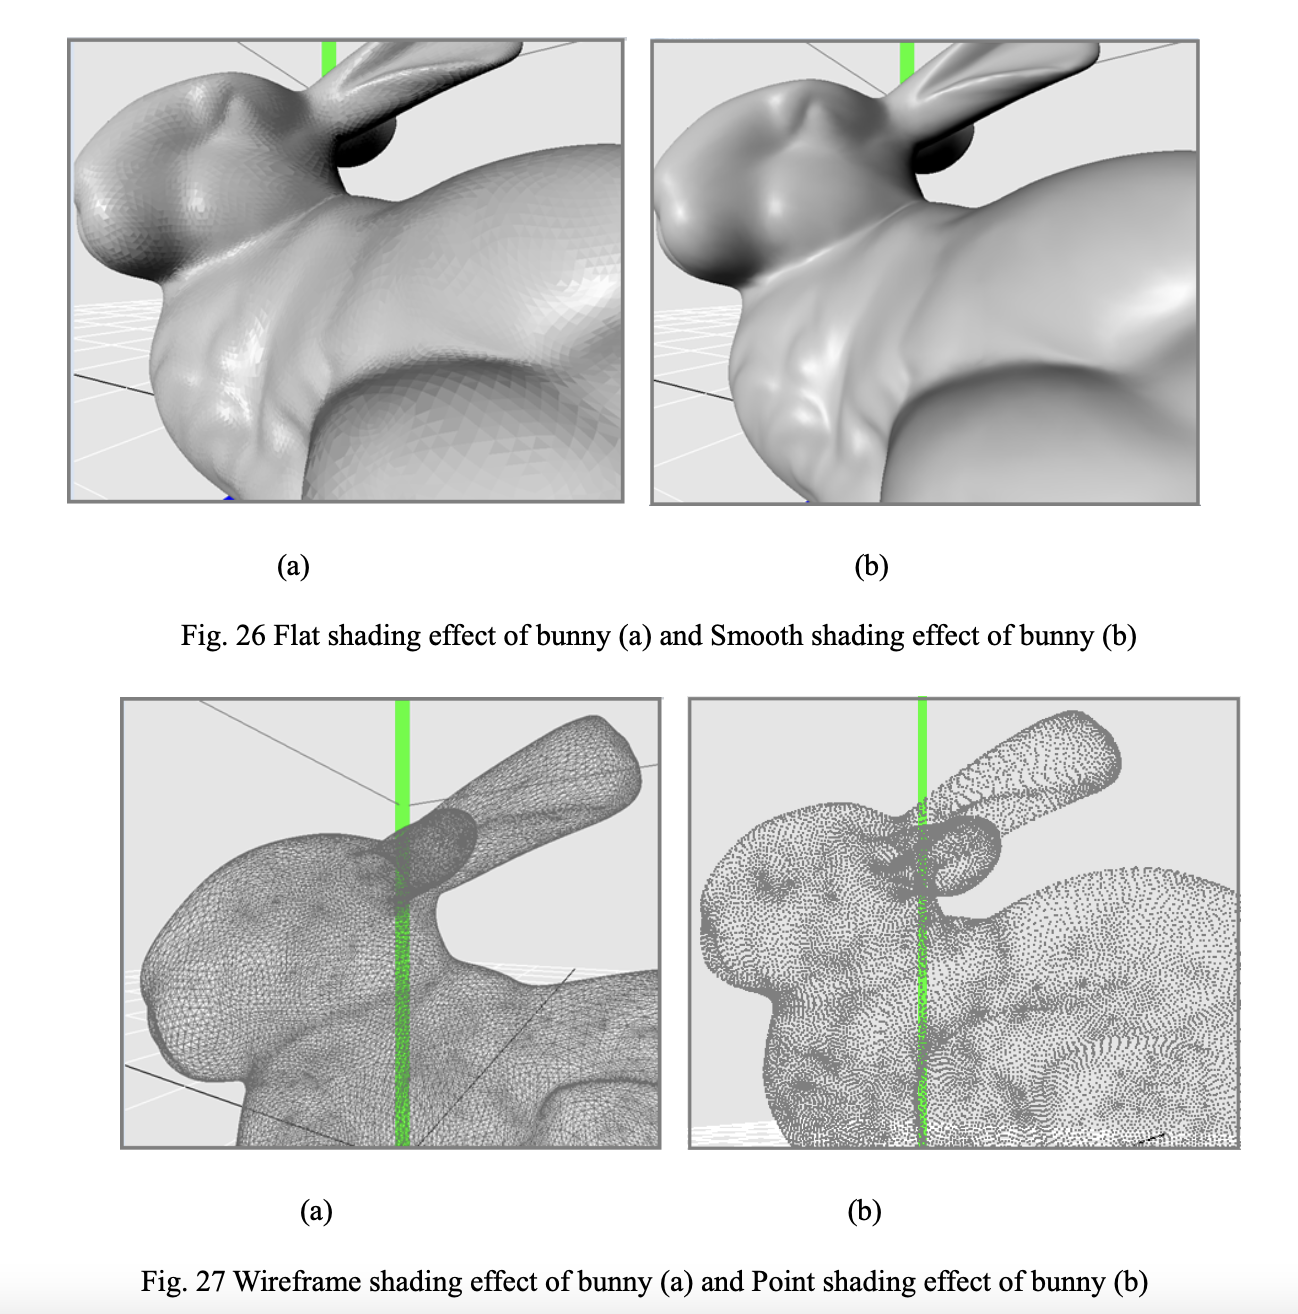 (a)
(b)
Fig. 26 Flat shading effect of bunny (a) and Smooth shading effect of bunny (b)
(a)
(b)
Fig. 27 Wireframe shading effect of bunny (a) and Point shading effect of bunny (b)